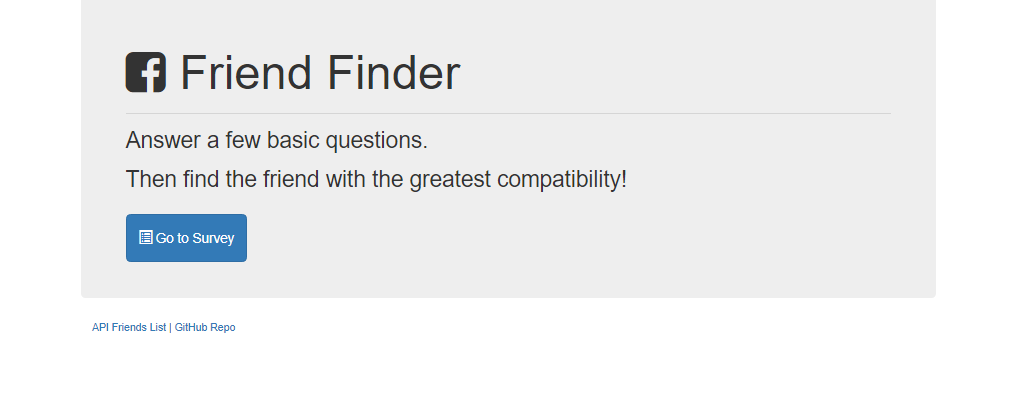 Friend Finder
Answer a few basic questions.
Then find the friend with the greatest compatibility!
Go to Survey
API Friends List | GitHub Repo